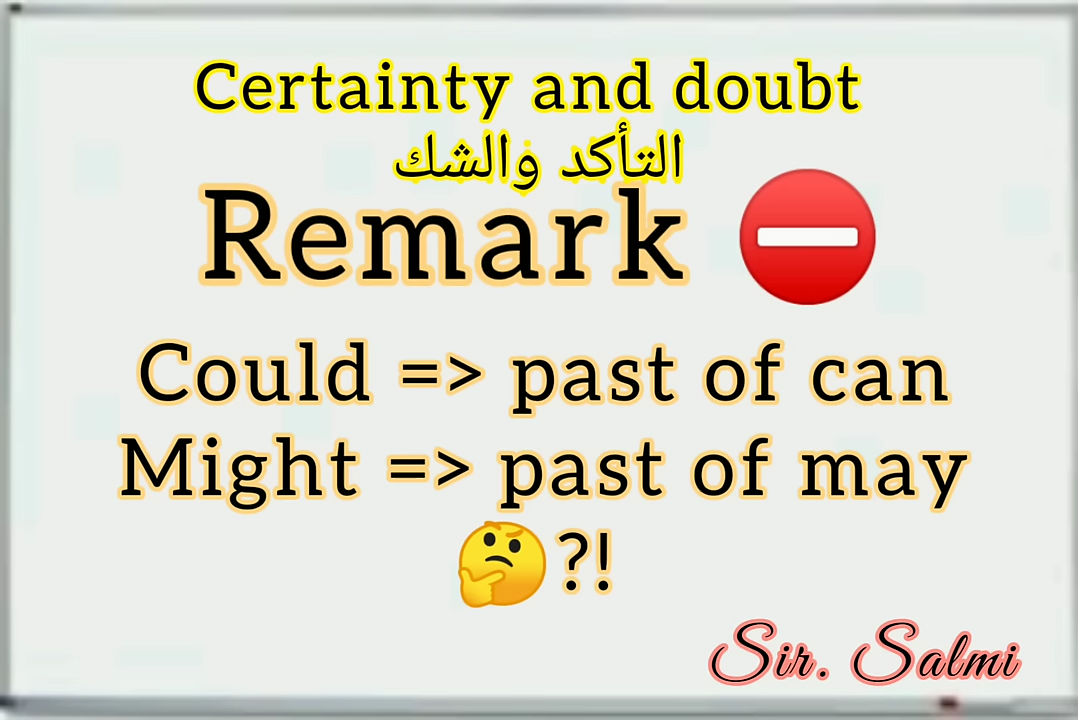 Certainty and doubt
التأكد والشك
Remark ⛔
Could => past of can
Might => past of may
🤔?!
Sir. Salmi